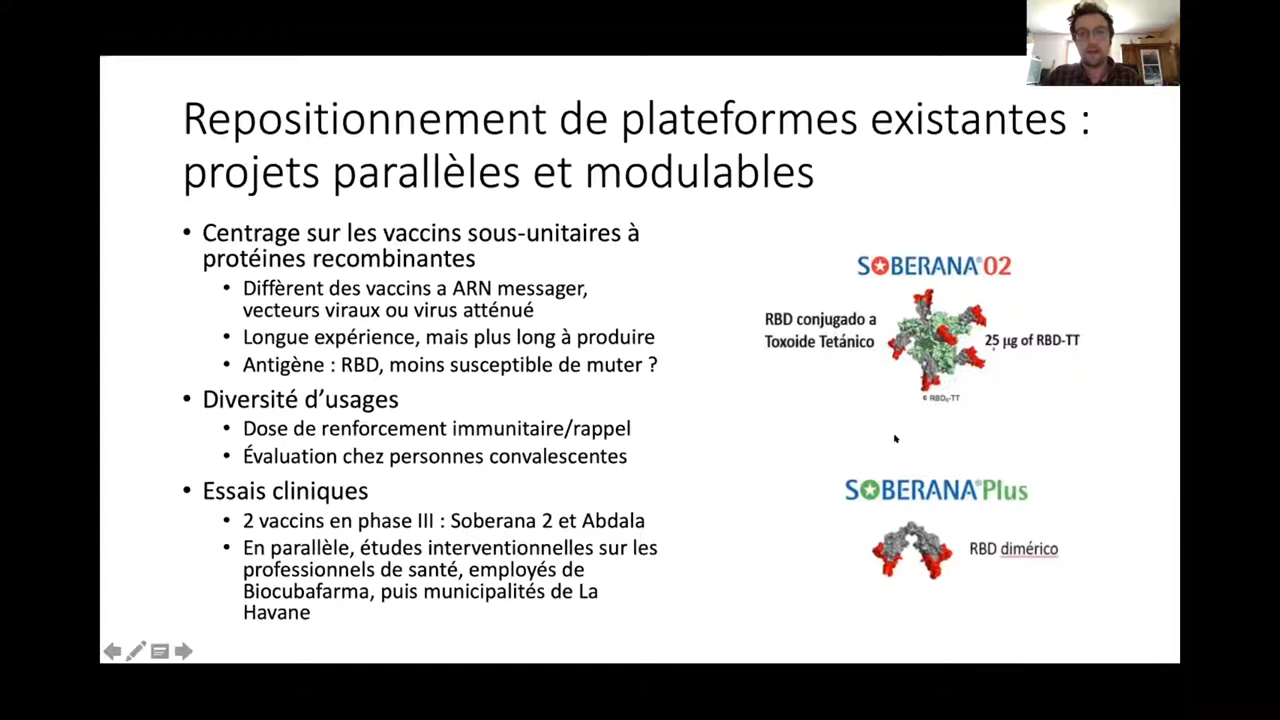 Repositionnement de plateformes existantes :
projets parallèles et modulables
• Centrage sur les vaccins sous-unitaires à
protéines recombinantes
• Diffèrent des vaccins a ARN messager,
vecteurs viraux ou virus atténué
• Longue expérience, mais plus long à produire
• Antigène : RBD, moins susceptible de muter ?
• Diversité d’usages
• Dose de renforcement immunitaire/rappel
• Évaluation chez personnes convalescentes
• Essais cliniques
• 2 vaccins en phase III : Soberana 2 et Abdala
• En parallèle, études interventionnelles sur les
professionnels de santé, employés de
Biocubafarma, puis municipalités de La
Havane
SOBERANA®02
RBD conjugado a
Toxoide Tetánico
25 µg of RBD-TT
SOBERANA®Plus
RBD dimérico